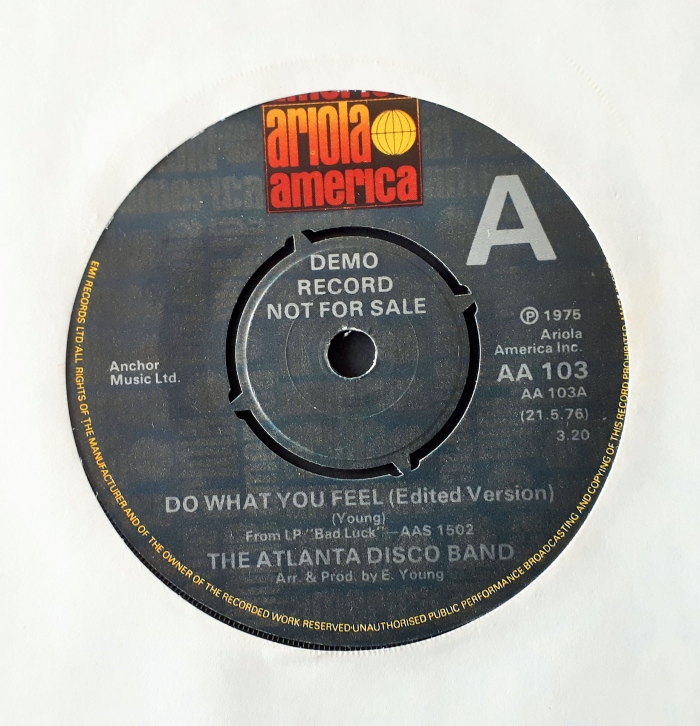 america
ariola
america
A
DEMO
RECORD
NOT FOR SALE
℗ 1975
Ariola
America Inc.
AA 103
AA 103A
(21.5.76)
3.20
Anchor
Music Ltd.
DO WHAT YOU FEEL (Edited Version)
(Young)
From LP "Bad Luck"—AAS 1502
THE ATLANTA DISCO BAND
Arr. & Prod. by E. Young
EMI RECORDS LTD·ALL RIGHTS OF THE MANUFACTURER AND OF THE OWNER OF THE RECORDED WORK RESERVED·UNAUTHORISED PUBLIC PERFORMANCE BROADCASTING AND COPYING OF THIS RECORD PROHIBITED